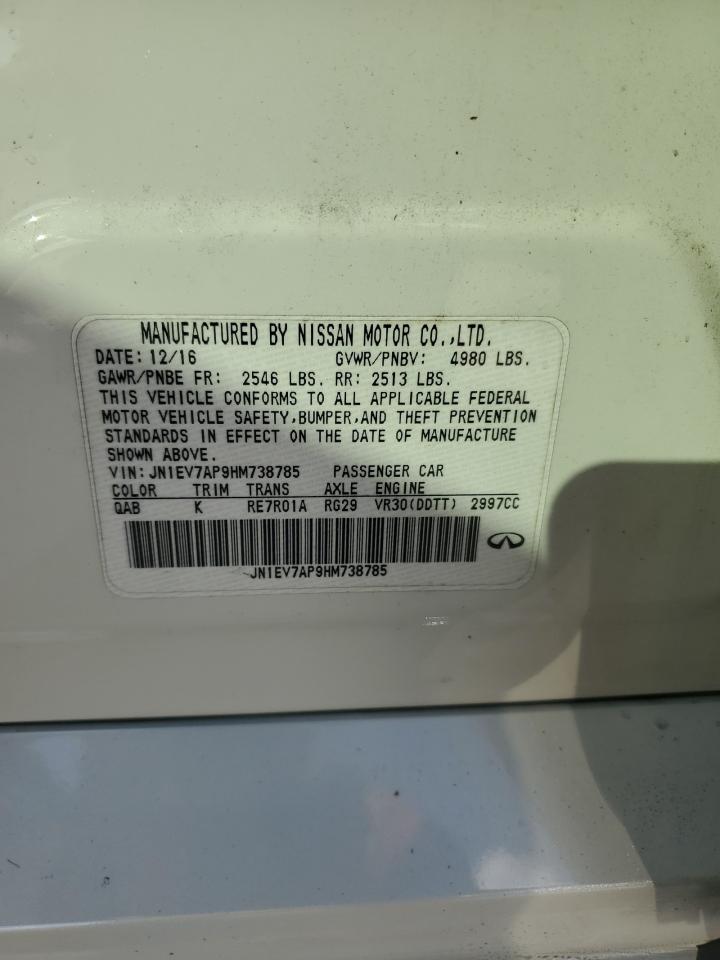 MANUFACTURED BY NISSAN MOTOR CO.,LTD.
DATE: 12/16 GVWR/PNBV: 4980 LBS.
GAWR/PNBE FR: 2546 LBS. RR: 2513 LBS.
THIS VEHICLE CONFORMS TO ALL APPLICABLE FEDERAL
MOTOR VEHICLE SAFETY,BUMPER,AND THEFT PREVENTION
STANDARDS IN EFFECT ON THE DATE OF MANUFACTURE
SHOWN ABOVE.
VIN: JN1EV7AP9HM738785 PASSENGER CAR
COLOR TRIM TRANS AXLE ENGINE
QAB K RE7R01A RG29 VR30(DDTT) 2997CC
JN1EV7AP9HM738785